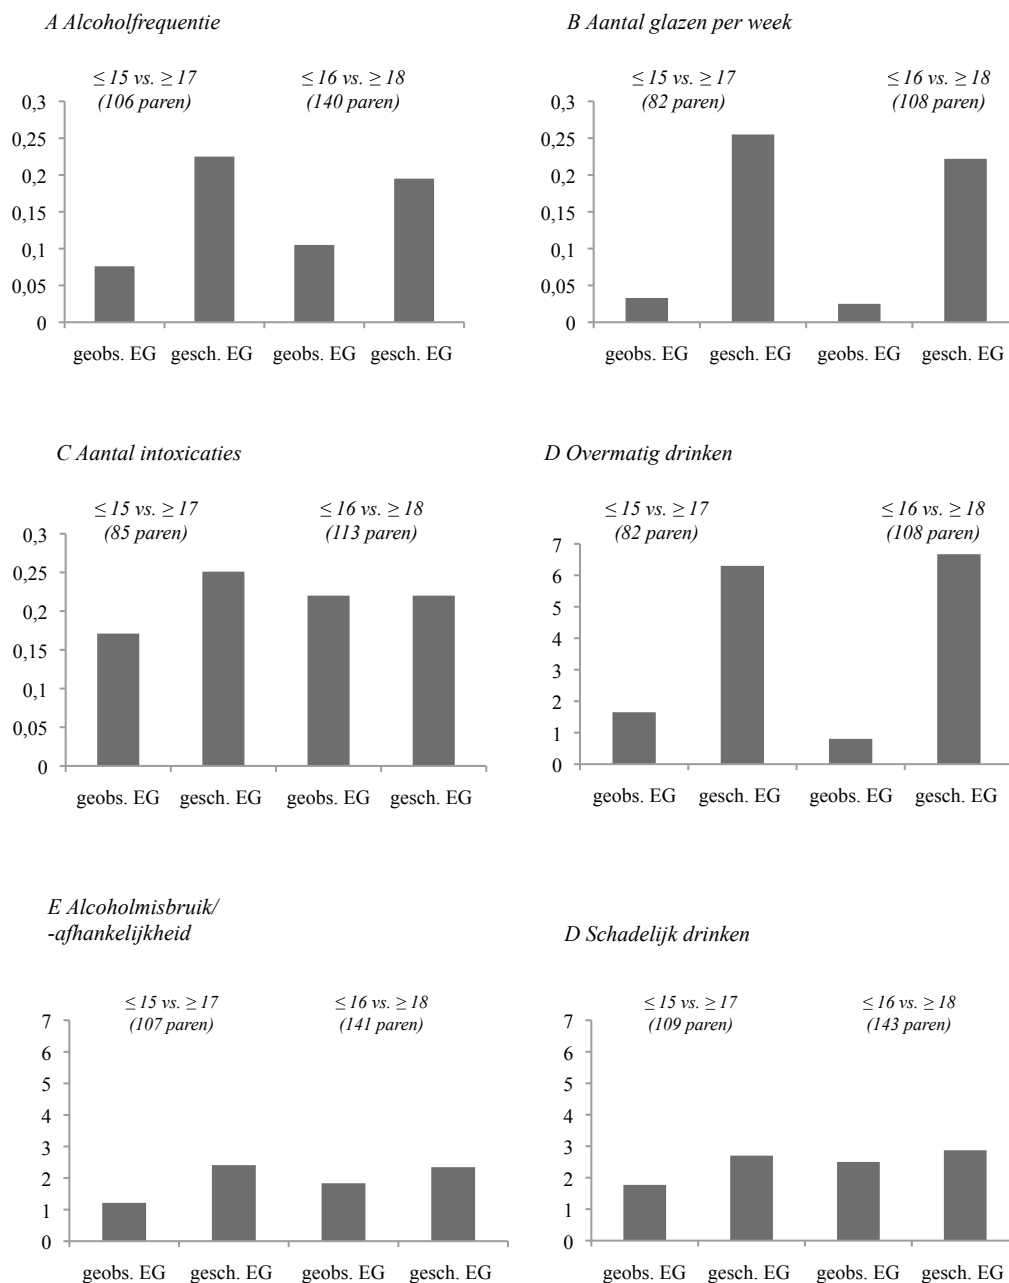 A Alcoholfrequentie
≤ 15 vs. ≥ 17
(106 paren)
≤ 16 vs. ≥ 18
(140 paren)
0,3
0,25
0,2
0,15
0,1
0,05
0
geobs. EG gesch. EG geobs. EG gesch. EG
B Aantal glazen per week
≤ 15 vs. ≥ 17
(82 paren)
≤ 16 vs. ≥ 18
(108 paren)
0,3
0,25
0,2
0,15
0,1
0,05
0
geobs. EG gesch. EG geobs. EG gesch. EG
C Aantal intoxicaties
≤ 15 vs. ≥ 17
(85 paren)
≤ 16 vs. ≥ 18
(113 paren)
0,3
0,25
0,2
0,15
0,1
0,05
0
geobs. EG gesch. EG geobs. EG gesch. EG
D Overmatig drinken
≤ 15 vs. ≥ 17
(82 paren)
≤ 16 vs. ≥ 18
(108 paren)
7
6
5
4
3
2
1
0
geobs. EG gesch. EG geobs. EG gesch. EG
E Alcoholmisbruik/
-afhankelijkheid
≤ 15 vs. ≥ 17
(107 paren)
≤ 16 vs. ≥ 18
(141 paren)
7
6
5
4
3
2
1
0
geobs. EG gesch. EG geobs. EG gesch. EG
D Schadelijk drinken
≤ 15 vs. ≥ 17
(109 paren)
≤ 16 vs. ≥ 18
(143 paren)
7
6
5
4
3
2
1
0
geobs. EG gesch. EG geobs. EG gesch. EG